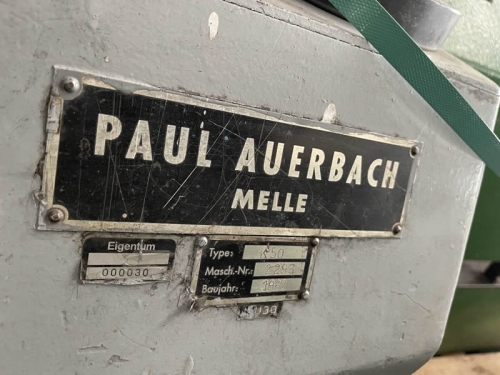 PAUL AUERBACH
MELLE
Eigentum
000030
Type:
Masch.-Nr.:
Baujahr: